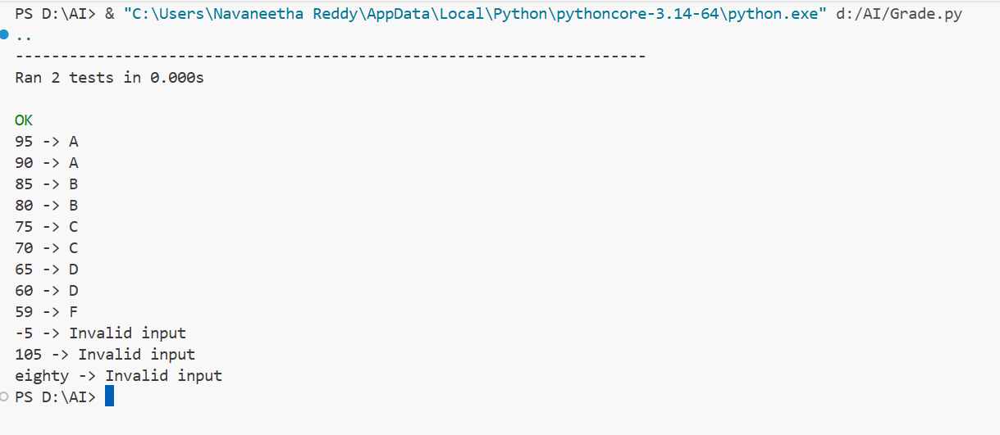 PS D:\AI> & "C:\Users\Navaneetha Reddy\AppData\Local\Python\pythoncore-3.14-64\python.exe" d:/AI/Grade.py
..
----------------------------------------------------------------------
Ran 2 tests in 0.000s

OK
95 -> A
90 -> A
85 -> B
80 -> B
75 -> C
70 -> C
65 -> D
60 -> D
59 -> F
-5 -> Invalid input
105 -> Invalid input
eighty -> Invalid input
PS D:\AI>